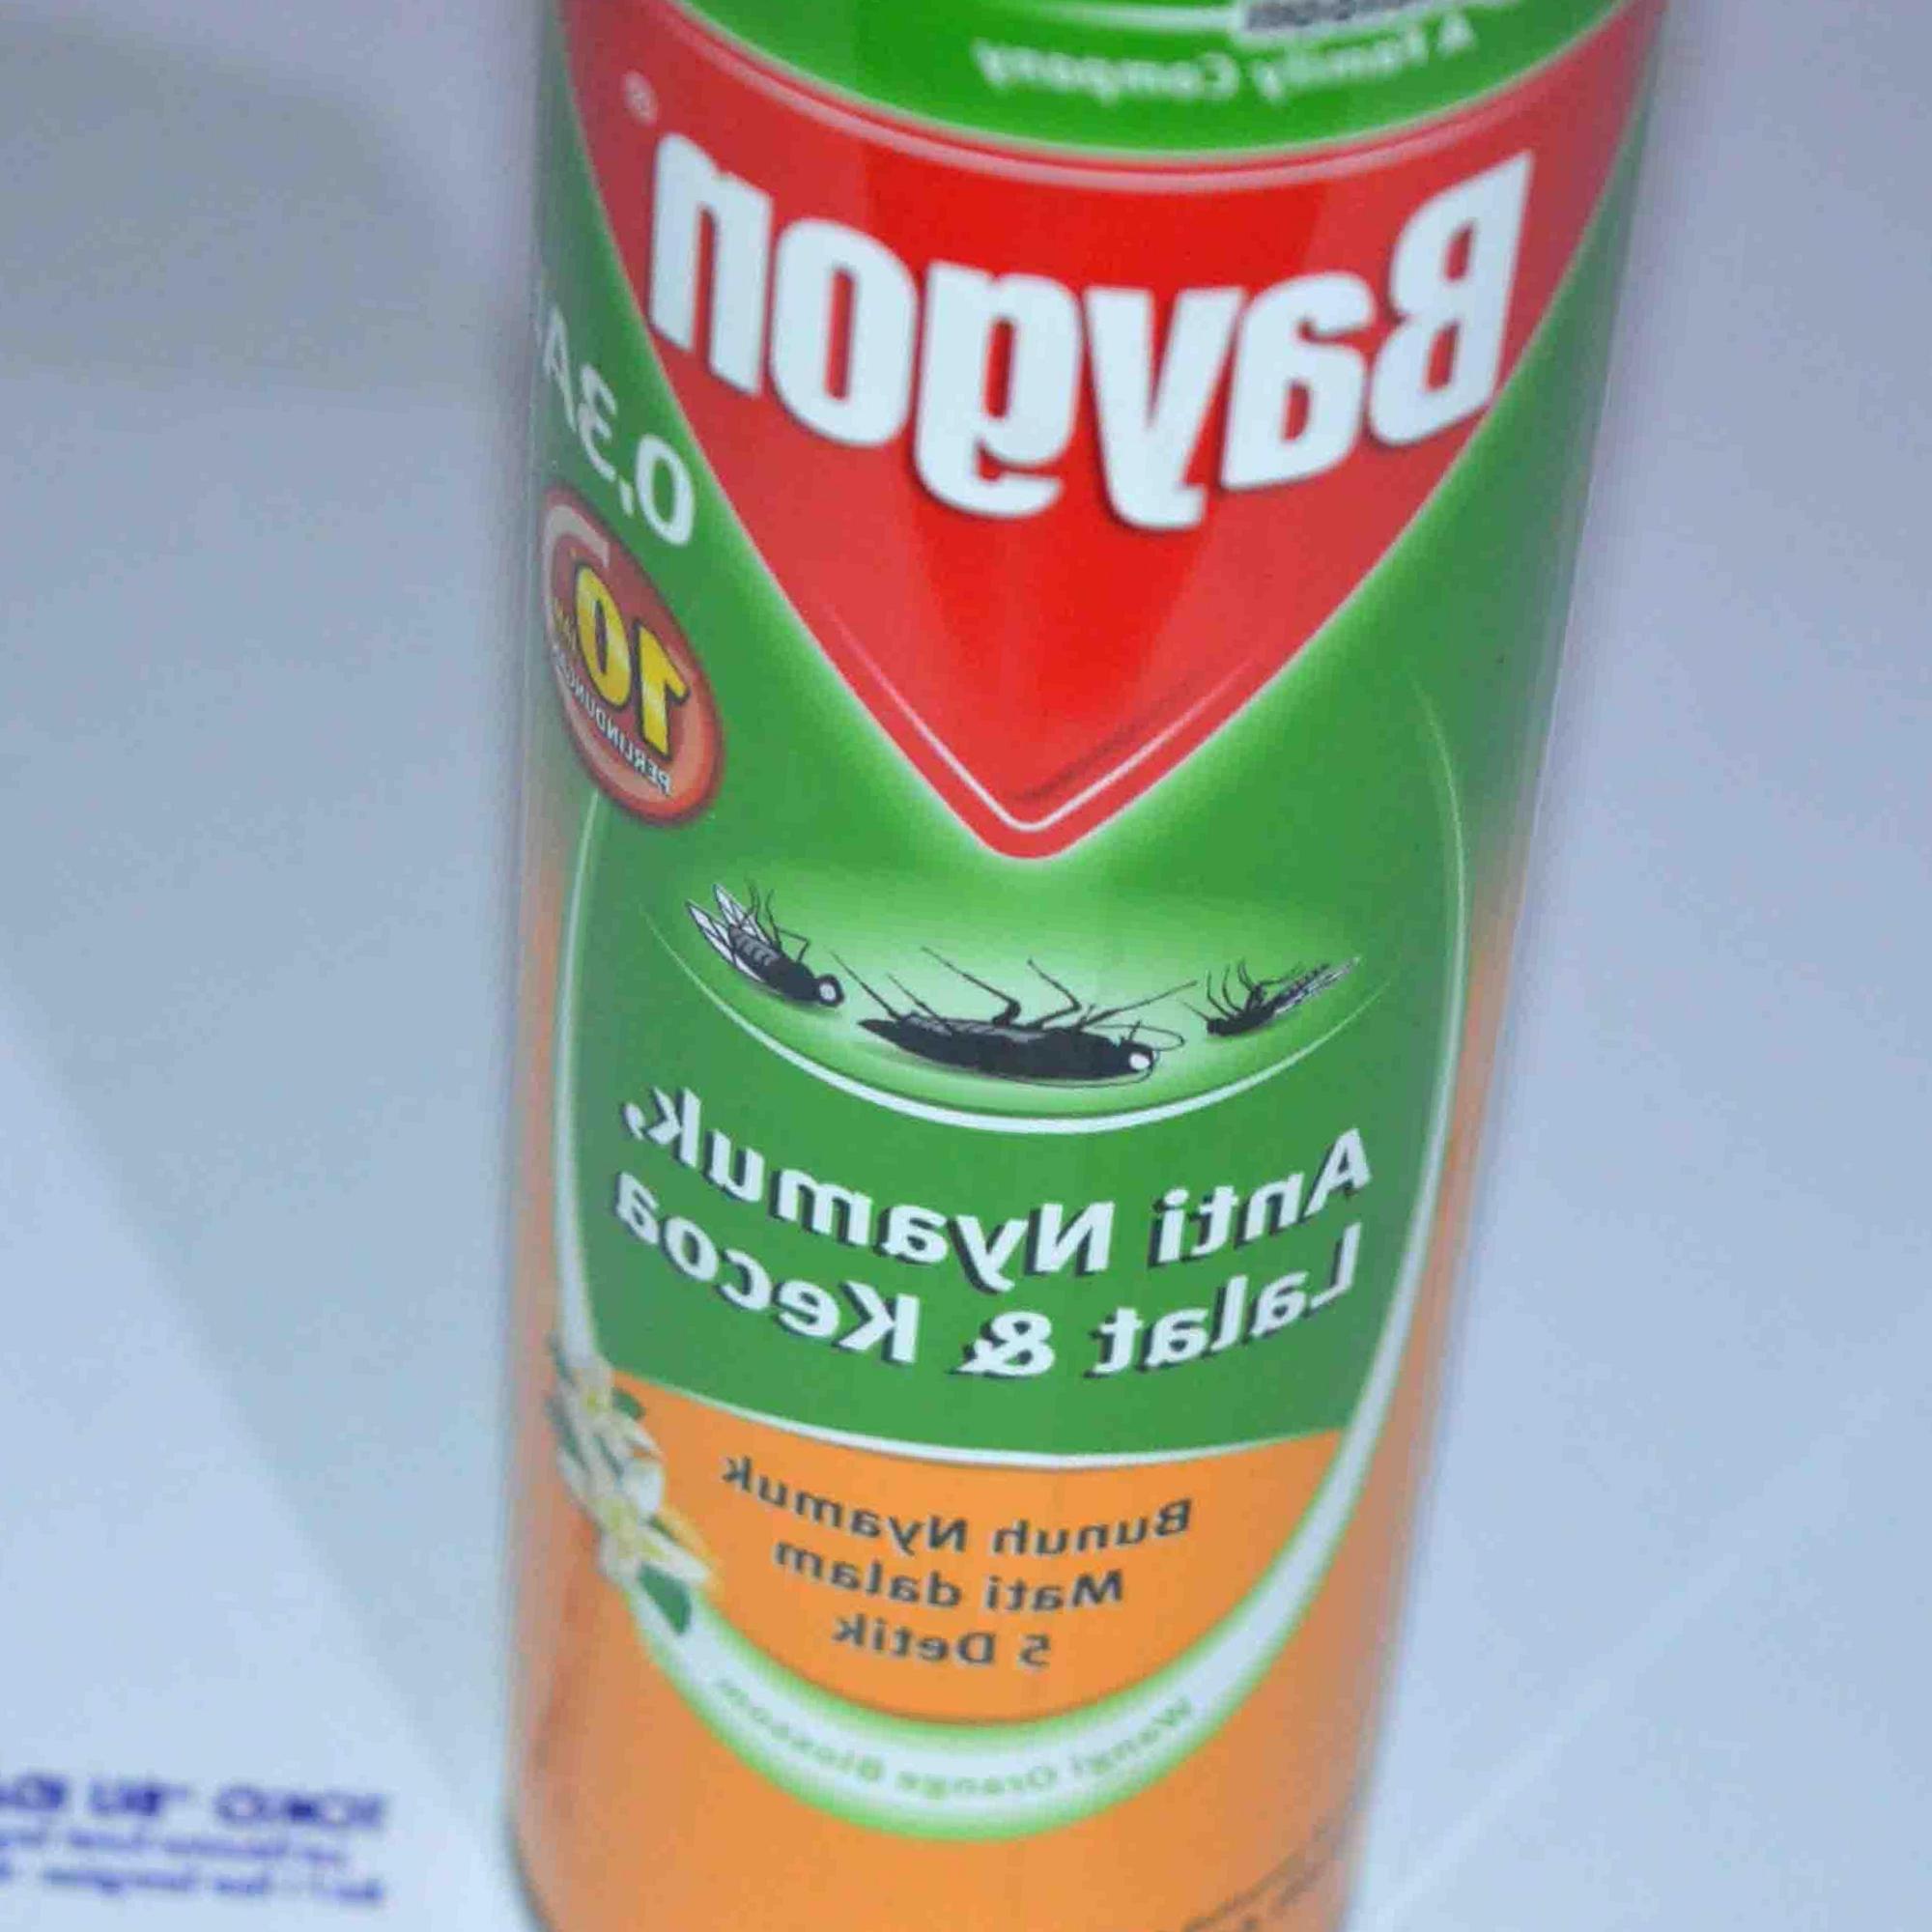 A Family Company
Baygon®
0,3A
10
PERLINDUNG
Anti Nyamuk,
Lalat & Kecoa
Bunuh Nyamuk
Mati dalam
5 Detik
Wangi Orange Blossom